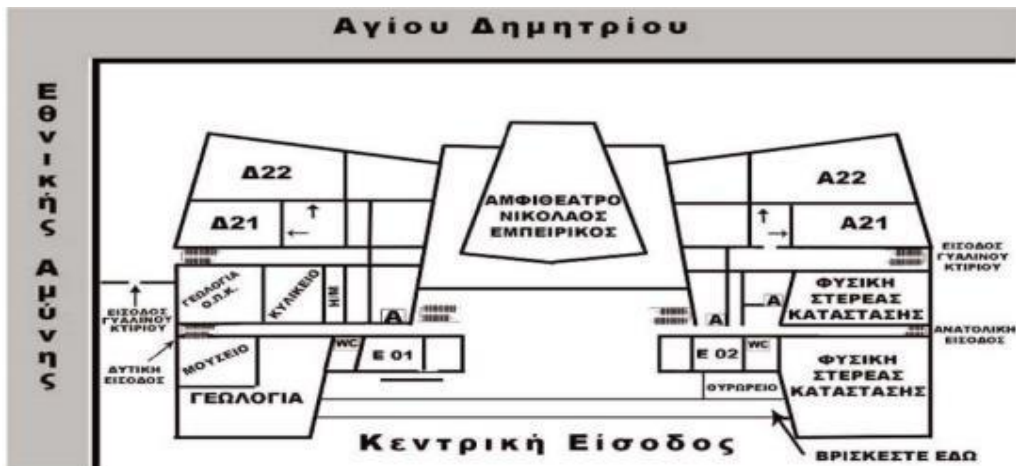 Αγίου Δημητρίου
Εθνικής Αμύνης
Δ22
Α22
ΑΜΦΙΘΕΑΤΡΟ
ΝΙΚΟΛΑΟΣ
ΕΜΠΕΙΡΙΚΟΣ
Δ21
Α21
ΕΙΣΟΔΟΣ
ΓΥΑΛΙΝΟΥ
ΚΤΙΡΙΟΥ
ΓΕΩΛΟΓΙΑ
Ο.Π.Κ.
ΚΥΛΙΚΕΙΟ
Η/Μ
Α
Α
Α
ΦΥΣΙΚΗ
ΣΤΕΡΕΑΣ
ΚΑΤΑΣΤΑΣΗΣ
ΕΙΣΟΔΟΣ
ΓΥΑΛΙΝΟΥ
ΚΤΙΡΙΟΥ
ΑΝΑΤΟΛΙΚΗ
ΕΙΣΟΔΟΣ
ΔΥΤΙΚΗ
ΕΙΣΟΔΟΣ
ΜΟΥΣΕΙΟ
WC
Ε 01
Ε 02
WC
ΦΥΣΙΚΗ
ΣΤΕΡΕΑΣ
ΚΑΤΑΣΤΑΣΗΣ
ΓΕΩΛΟΓΙΑ
ΘΥΡΩΡΕΙΟ
Κεντρική Είσοδος
ΒΡΙΣΚΕΣΤΕ ΕΔΩ